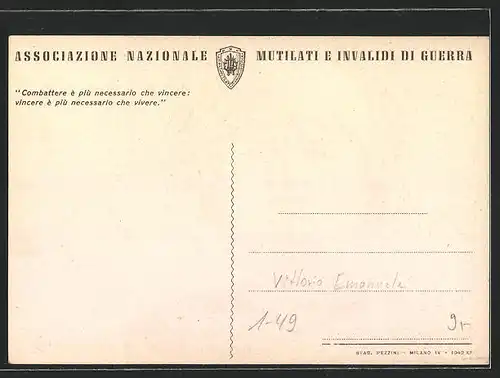 ASSOCIAZIONE NAZIONALE MUTILATI E INVALIDI DI GUERRA
"Combattere è più necessario che vincere:
vincere è più necessario che vivere."
Vittorio Emanuele
1-49 9,-
STAB. PEZZINI - MILANO